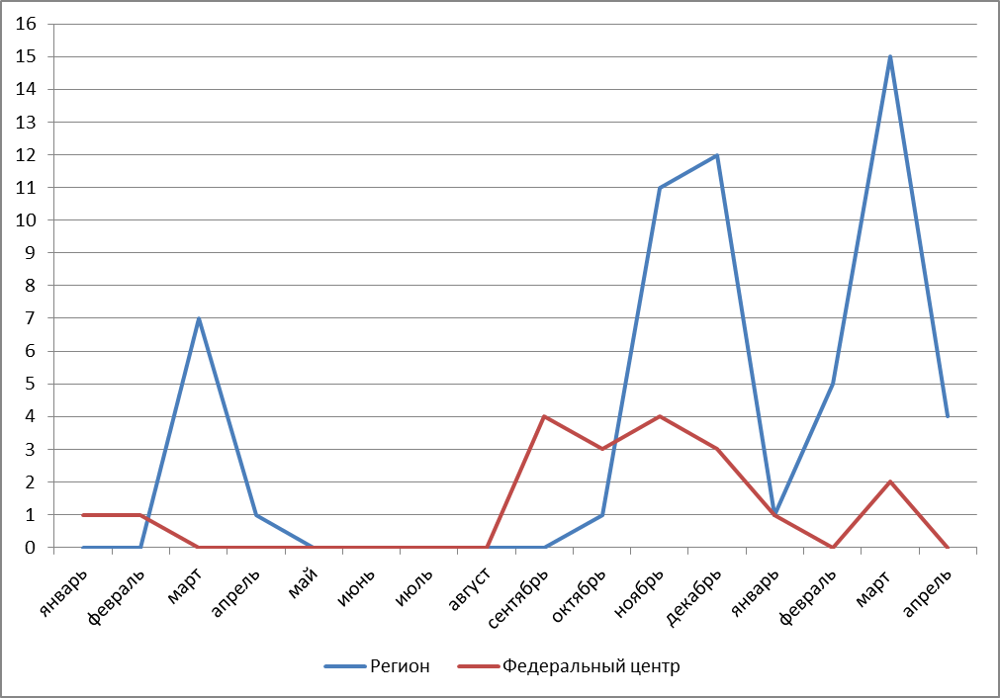 16
15
14
13
12
11
10
9
8
7
6
5
4
3
2
1
0
январь
февраль
март
апрель
май
июнь
июль
август
сентябрь
октябрь
ноябрь
декабрь
январь
февраль
март
апрель
Регион Федеральный центр